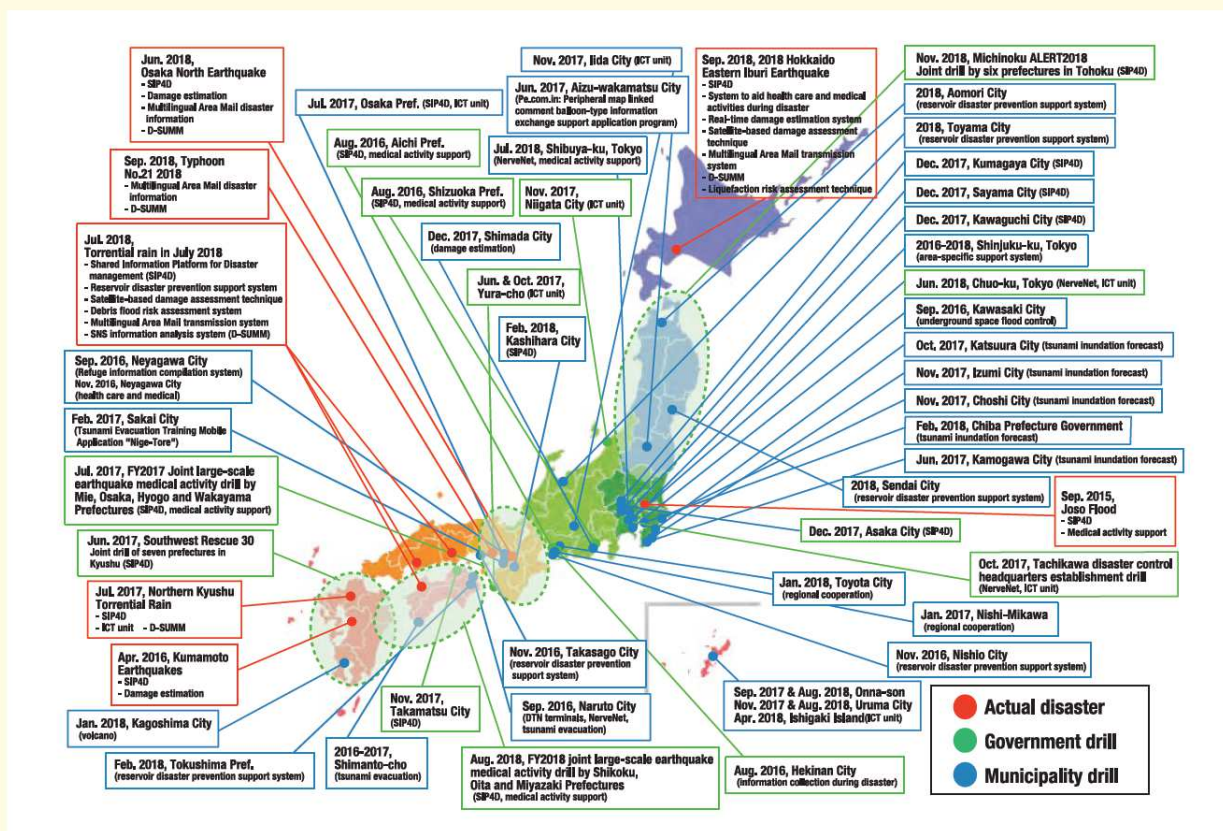 Jun. 2018,
Osaka North Earthquake
- SIP4D
- Damage estimation
- Multilingual Area Mail disaster
information
- D-SUMM
Sep. 2018, Typhoon
No.21 2018
- Multilingual Area Mail disaster
information
- D-SUMM
Jul. 2018,
Torrential rain in July 2018
- Shared Information Platform for Disaster
management (SIP4D)
- Reservoir disaster prevention support system
- Satellite-based damage assessment technique
- Debris flood risk assessment system
- Multilingual Area Mail transmission system
- SNS information analysis system (D-SUMM)
Sep. 2016, Neyagawa City
(Refuge information compilation system)
Nov. 2016, Neyagawa City
(health care and medical)
Feb. 2017, Sakai City
(Tsunami Evacuation Training Mobile
Application "Nige-Tore")
Jul. 2017, FY2017 Joint large-scale
earthquake medical activity drill by
Mie, Osaka, Hyogo and Wakayama
Prefectures (SIP4D, medical activity support)
Jun. 2017, Southwest Rescue 30
Joint drill of seven prefectures in
Kyushu (SIP4D)
Jul. 2017, Northern Kyushu
Torrential Rain
- SIP4D
- ICT unit - D-SUMM
Apr. 2016, Kumamoto
Earthquakes
- SIP4D
- Damage estimation
Jan. 2018, Kagoshima City
(volcano)
Feb. 2018, Tokushima Pref.
(reservoir disaster prevention support system)
Jul. 2017, Osaka Pref. (SIP4D, ICT unit)
Aug. 2016, Aichi Pref.
(SIP4D, medical activity support)
Aug. 2016, Shizuoka Pref.
(SIP4D, medical activity support)
Dec. 2017, Shimada City
(damage estimation)
Jun. & Oct. 2017,
Yura-cho (ICT unit)
Feb. 2018,
Kashihara City
(SIP4D)
Nov. 2017, Iida City (ICT unit)
Jun. 2017, Aizu-wakamatsu City
(Pe.com.in: Peripheral map linked
comment balloon-type information
exchange support application program)
Jul. 2018, Shibuya-ku, Tokyo
(NerveNet, medical activity support)
Nov. 2017,
Niigata City (ICT unit)
Sep. 2018, 2018 Hokkaido
Eastern Iburi Earthquake
- SIP4D
- System to aid health care and medical
activities during disaster
- Real-time damage estimation system
- Satellite-based damage assessment
technique
- Multilingual Area Mail transmission
system
- D-SUMM
- Liquefaction risk assessment technique
Nov. 2018, Michinoku ALERT2018
Joint drill by six prefectures in Tohoku (SIP4D)
2018, Aomori City
(reservoir disaster prevention support system)
2018, Toyama City
(reservoir disaster prevention support system)
Dec. 2017, Kumagaya City (SIP4D)
Dec. 2017, Sayama City (SIP4D)
Dec. 2017, Kawaguchi City (SIP4D)
2016-2018, Shinjuku-ku, Tokyo
(area-specific support system)
Jun. 2018, Chuo-ku, Tokyo (NerveNet, ICT unit)
Sep. 2016, Kawasaki City
(underground space flood control)
Oct. 2017, Katsuura City (tsunami inundation forecast)
Nov. 2017, Izumi City (tsunami inundation forecast)
Nov. 2017, Choshi City (tsunami inundation forecast)
Feb. 2018, Chiba Prefecture Government
(tsunami inundation forecast)
Jun. 2017, Kamogawa City (tsunami inundation forecast)
2018, Sendai City
(reservoir disaster prevention support system)
Sep. 2015,
Joso Flood
- SIP4D
- Medical activity support
Dec. 2017, Asaka City (SIP4D)
Oct. 2017, Tachikawa disaster control
headquarters establishment drill
(NerveNet, ICT unit)
Jan. 2018, Toyota City
(regional cooperation)
Jan. 2017, Nishi-Mikawa
(regional cooperation)
Nov. 2016, Nishio City
(reservoir disaster prevention support system)
Nov. 2016, Takasago City
(reservoir disaster prevention
support system)
Nov. 2017,
Takamatsu City
(SIP4D)
Sep. 2016, Naruto City
(DTN terminals, NerveNet,
tsunami evacuation)
2016-2017,
Shimanto-cho
(tsunami evacuation)
Aug. 2018, FY2018 joint large-scale earthquake
medical activity drill by Shikoku,
Oita and Miyazaki Prefectures
(SIP4D, medical activity support)
Sep. 2017 & Aug. 2018, Onna-son
Nov. 2017 & Aug. 2018, Uruma City
Apr. 2018, Ishigaki Island(ICT unit)
Aug. 2016, Hekinan City
(information collection during disaster)
Actual disaster
Government drill
Municipality drill